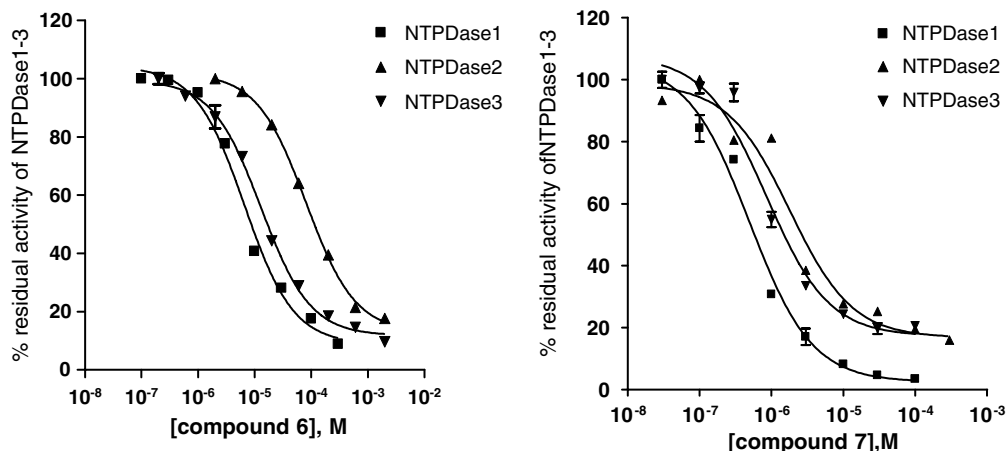 % residual activity of NTPDase1-3
120
100
80
60
40
20
0
10⁻⁷ 10⁻⁶ 10⁻⁵ 10⁻⁴ 10⁻³ 10⁻²
[compound 6], M
NTPDase1
NTPDase2
NTPDase3
% residual activity ofNTPDase1-3
120
100
80
60
40
20
0
10⁻⁸ 10⁻⁷ 10⁻⁶ 10⁻⁵ 10⁻⁴ 10⁻³
[compound 7],M
NTPDase1
NTPDase2
NTPDase3